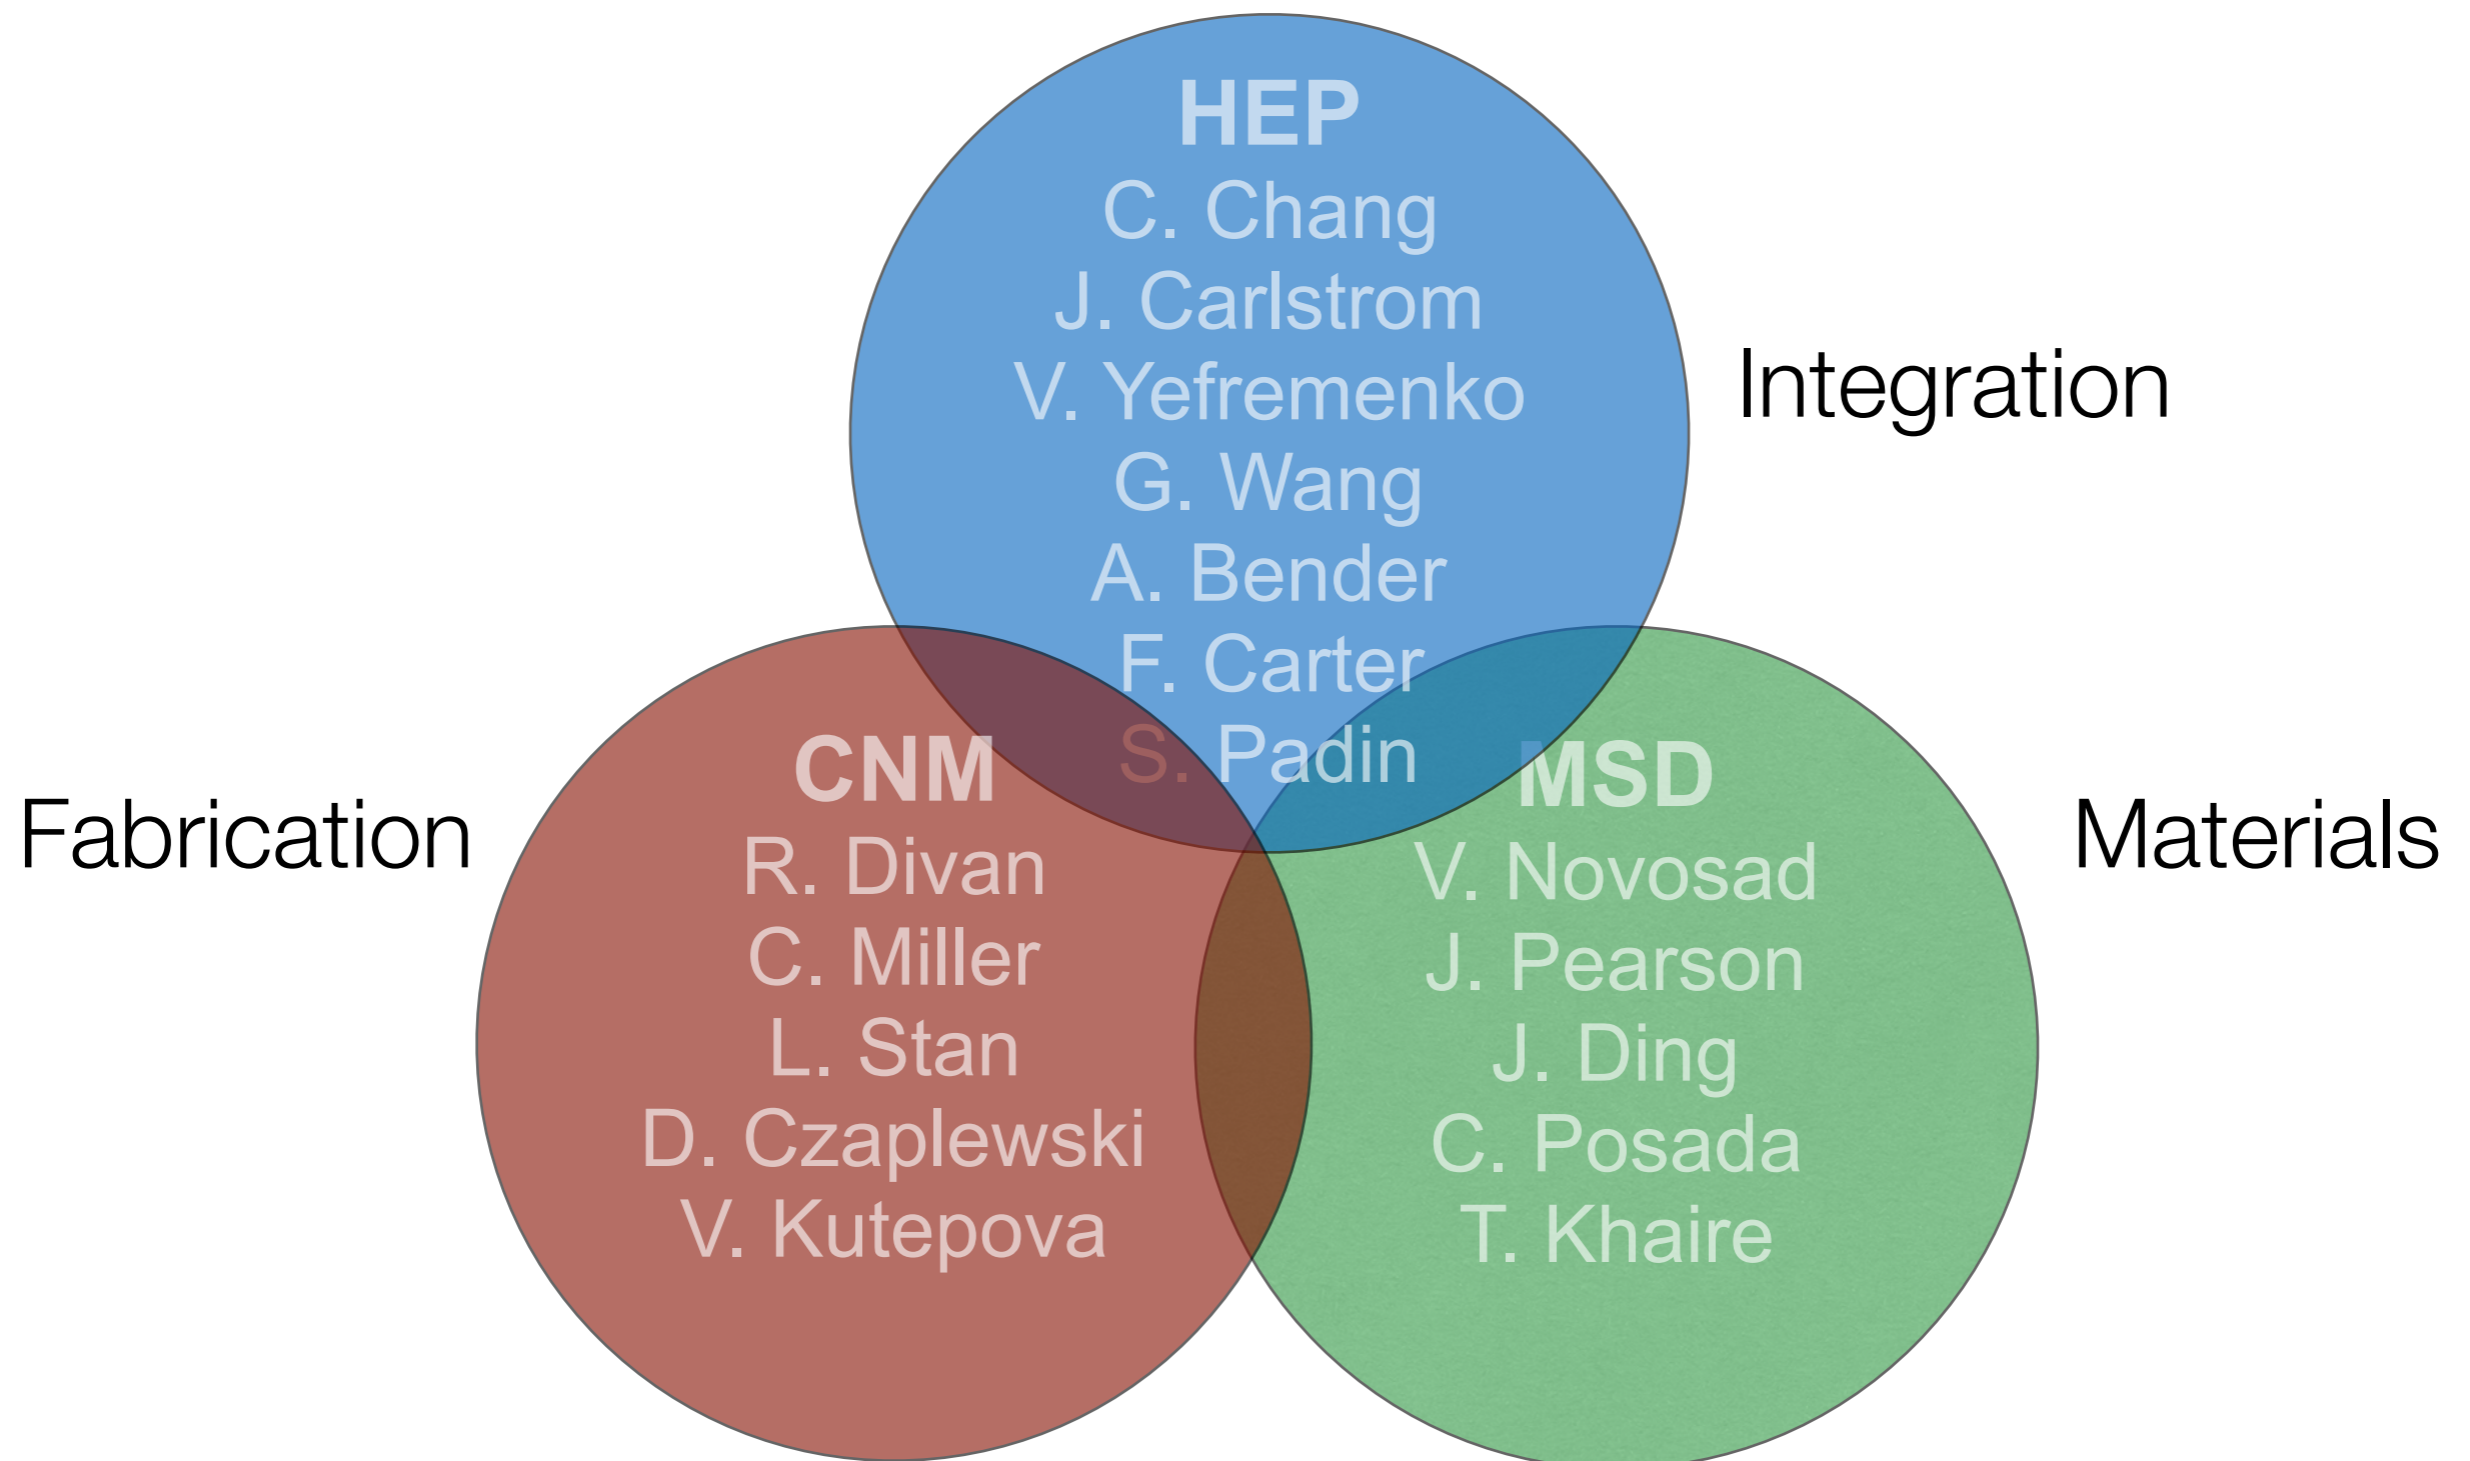 HEP
C. Chang
J. Carlstrom
V. Yefremenko
G. Wang
A. Bender
F. Carter
S. Padin
Integration
Fabrication
CNM
R. Divan
C. Miller
L. Stan
D. Czaplewski
V. Kutepova
MSD
V. Novosad
J. Pearson
J. Ding
C. Posada
T. Khaire
Materials